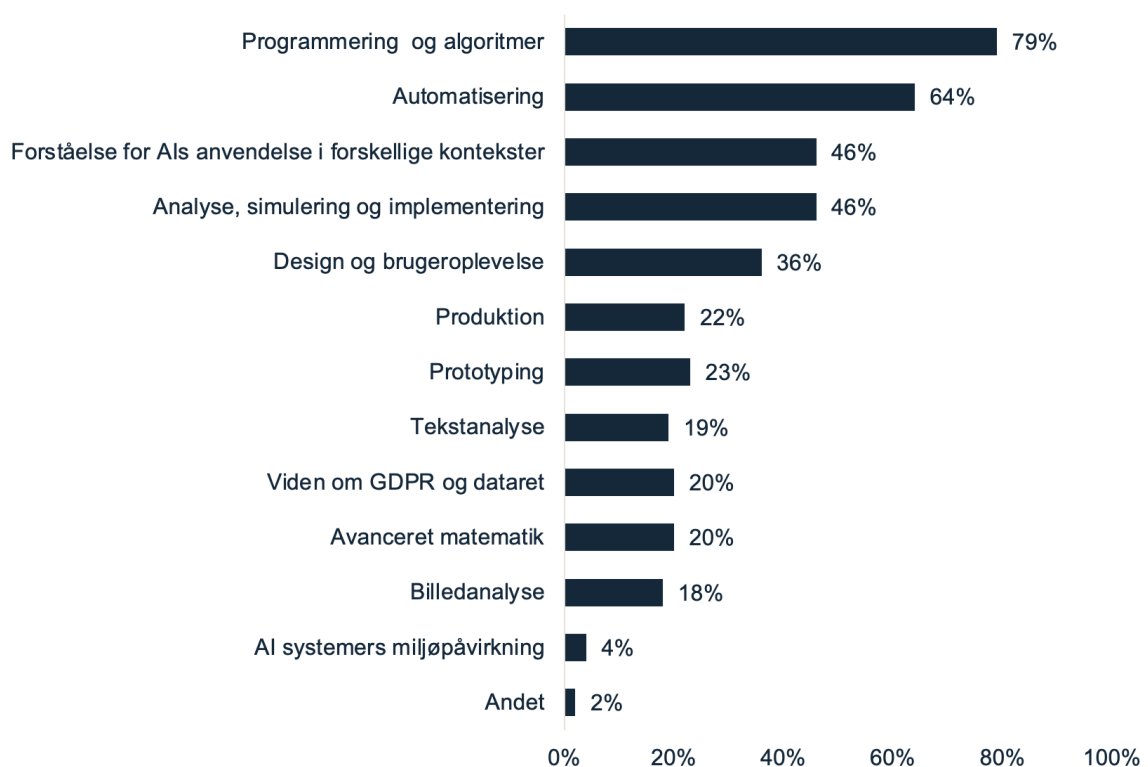 Programmering  og algoritmer 79%
Automatisering 64%
Forståelse for AIs anvendelse i forskellige kontekster 46%
Analyse, simulering og implementering 46%
Design og brugeroplevelse 36%
Produktion 22%
Prototyping 23%
Tekstanalyse 19%
Viden om GDPR og dataret 20%
Avanceret matematik 20%
Billedanalyse 18%
AI systemers miljøpåvirkning 4%
Andet 2%
0% 20% 40% 60% 80% 100%